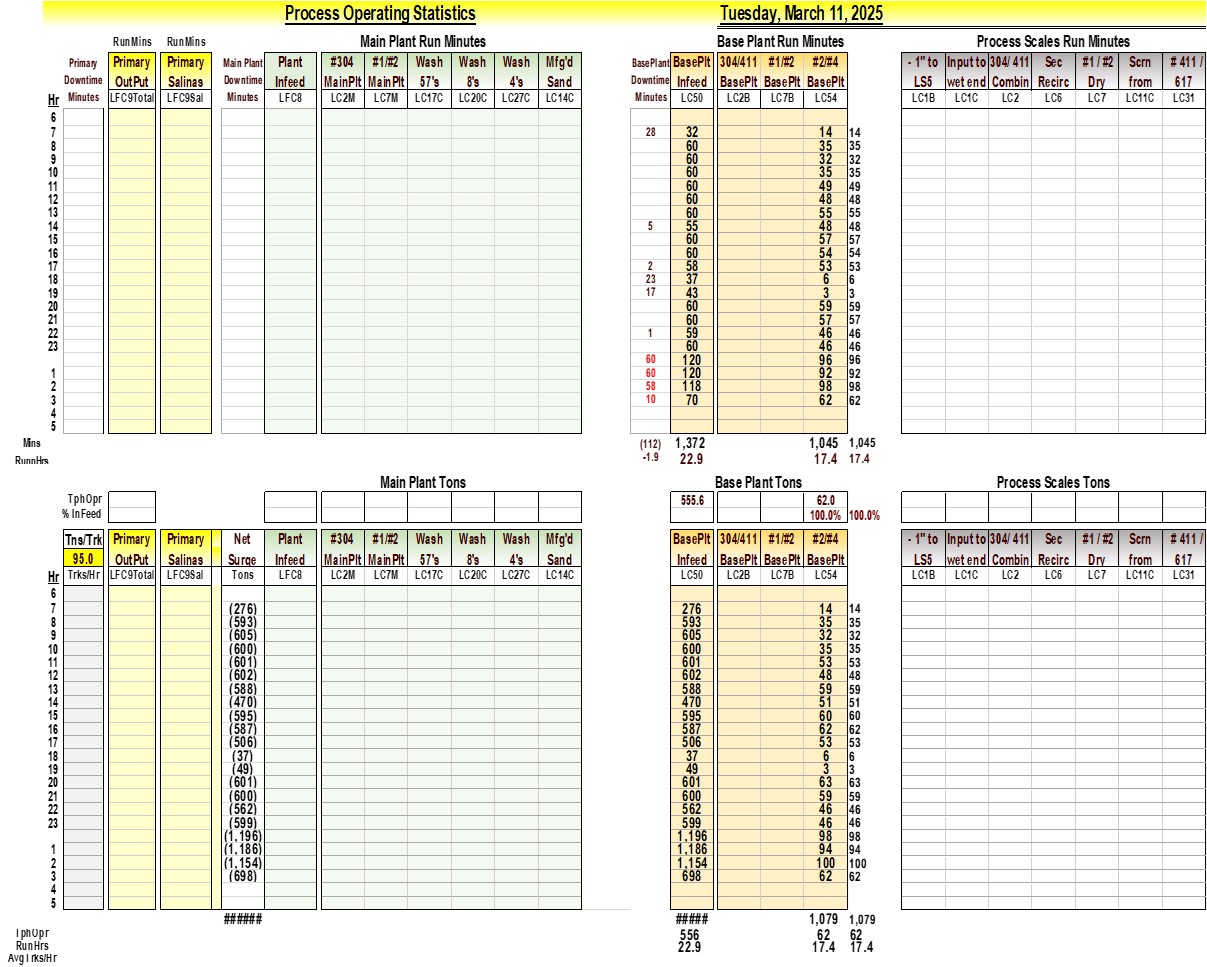 Process Operating Statistics Tuesday, March 11, 2025
RunMins RunMins Main Plant Run Minutes Base Plant Run Minutes Process Scales Run Minutes
Primary Primary Primary Main Plant Plant #304 #1/#2 Wash Wash Wash Mfg'd BasePlant BasePlt 304/411 #1/#2 #2/#4 - 1" to Input to 304/ 411 Sec #1 / #2 Scrn # 411 /
Downtime OutPut Salinas Downtime Infeed MainPlt MainPlt 57's 8's 4's Sand Downtime Infeed BasePlt BasePlt BasePlt LS5 wet end Combin Recirc Dry from 617
Hr Minutes LFC9Total LFC9Sal Minutes LFC8 LC2M LC7M LC17C LC20C LC27C LC14C Minutes LC50 LC2B LC7B LC54 LC1B LC1C LC2 LC6 LC7 LC11C LC31
6
7 28 32 14 14
8 60 35 35
9 60 32 32
10 60 35 35
11 60 49 49
12 60 48 48
13 60 55 55
14 5 55 48 48
15 60 57 57
16 60 54 54
17 2 58 53 53
18 23 37 6 6
19 17 43 3 3
20 60 59 59
21 60 57 57
22 1 59 46 46
23 60 46 46
60 120 96 96
1 60 120 92 92
2 58 118 98 98
3 10 70 62 62
4
5
Mins (112) 1,372 1,045 1,045
RunnHrs -1.9 22.9 17.4 17.4
Main Plant Tons Base Plant Tons Process Scales Tons
TphOpr 555.6 62.0
% InFeed 100.0% 100.0%
Tns/Trk Primary Primary Net Plant #304 #1/#2 Wash Wash Wash Mfg'd BasePlt 304/411 #1/#2 #2/#4 - 1" to Input to 304/ 411 Sec #1 / #2 Scrn # 411 /
95.0 OutPut Salinas Surge Infeed MainPlt MainPlt 57's 8's 4's Sand Infeed BasePlt BasePlt BasePlt LS5 wet end Combin Recirc Dry from 617
Hr Trks/Hr LFC9Total LFC9Sal Tons LFC8 LC2M LC7M LC17C LC20C LC27C LC14C LC50 LC2B LC7B LC54 LC1B LC1C LC2 LC6 LC7 LC11C LC31
6
7 (276) 276 14 14
8 (593) 593 35 35
9 (605) 605 32 32
10 (600) 600 35 35
11 (601) 601 53 53
12 (602) 602 48 48
13 (588) 588 59 59
14 (470) 470 51 51
15 (595) 595 60 60
16 (587) 587 62 62
17 (506) 506 53 53
18 (37) 37 6 6
19 (49) 49 3 3
20 (601) 601 63 63
21 (600) 600 59 59
22 (562) 562 46 46
23 (599) 599 46 46
(1,196) 1,196 98 98
1 (1,186) 1,186 94 94
2 (1,154) 1,154 100 100
3 (698) 698 62 62
4
5
###### ##### 1,079 1,079
TphOpr 556 62 62
RunHrs 22.9 17.4 17.4
AvgTrks/Hr